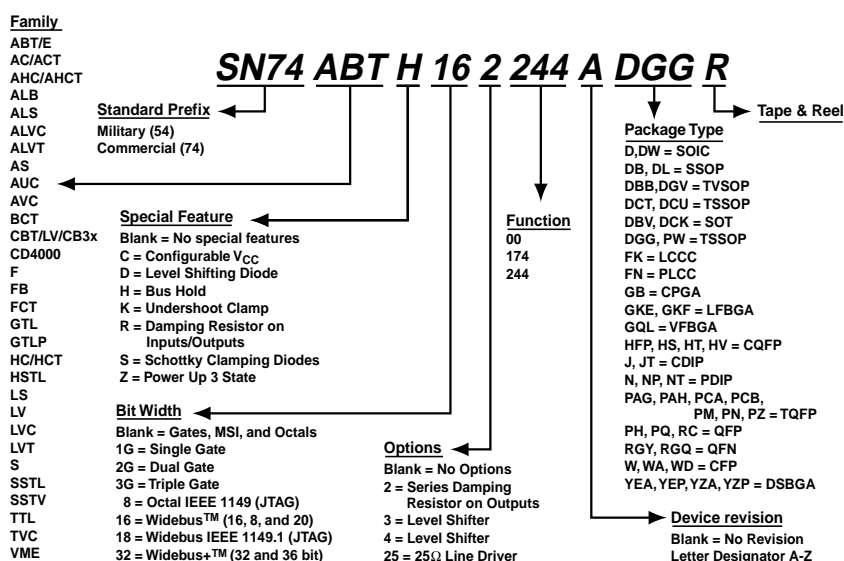 SN74 ABT H 16 2 244 A DGG R
Family
ABT/E
AC/ACT
AHC/AHCT
ALB
ALS
ALVC
ALVT
AS
AUC
AVC
BCT
CBT/LV/CB3x
CD4000
F
FB
FCT
GTL
GTLP
HC/HCT
HSTL
LS
LV
LVC
LVT
S
SSTL
SSTV
TTL
TVC
VME
Standard Prefix
Military (54)
Commercial (74)
Special Feature
Blank = No special features
C = Configurable VCC
D = Level Shifting Diode
H = Bus Hold
K = Undershoot Clamp
R = Damping Resistor on
Inputs/Outputs
S = Schottky Clamping Diodes
Z = Power Up 3 State
Bit Width
Blank = Gates, MSI, and Octals
1G = Single Gate
2G = Dual Gate
3G = Triple Gate
8 = Octal IEEE 1149 (JTAG)
16 = Widebus™ (16, 8, and 20)
18 = Widebus IEEE 1149.1 (JTAG)
32 = Widebus+™ (32 and 36 bit)
Options
Blank = No Options
2 = Series Damping
Resistor on Outputs
3 = Level Shifter
4 = Level Shifter
25 = 25Ω Line Driver
Function
00
174
244
Tape & Reel
Package Type
D,DW = SOIC
DB, DL = SSOP
DBB,DGV = TVSOP
DCT, DCU = TSSOP
DBV, DCK = SOT
DGG, PW = TSSOP
FK = LCCC
FN = PLCC
GB = CPGA
GKE, GKF = LFBGA
GQL = VFBGA
HFP, HS, HT, HV = CQFP
J, JT = CDIP
N, NP, NT = PDIP
PAG, PAH, PCA, PCB,
PM, PN, PZ = TQFP
PH, PQ, RC = QFP
RGY, RGQ = QFN
W, WA, WD = CFP
YEA, YEP, YZA, YZP = DSBGA
Device revision
Blank = No Revision
Letter Designator A-Z